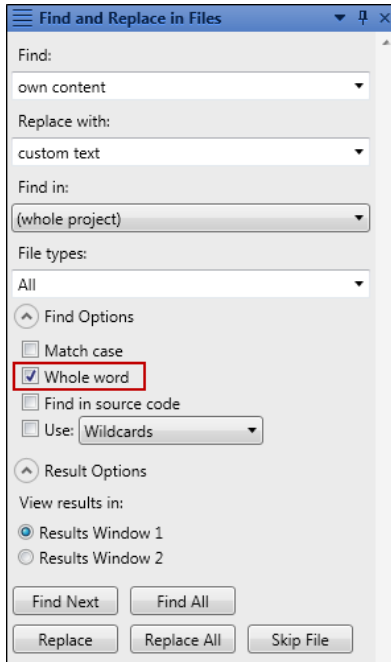 Find and Replace in Files
Find:
own content
Replace with:
custom text
Find in:
(whole project)
File types:
All
Find Options
Match case
Whole word
Find in source code
Use: Wildcards
Result Options
View results in:
Results Window 1
Results Window 2
Find Next Find All
Replace Replace All Skip File